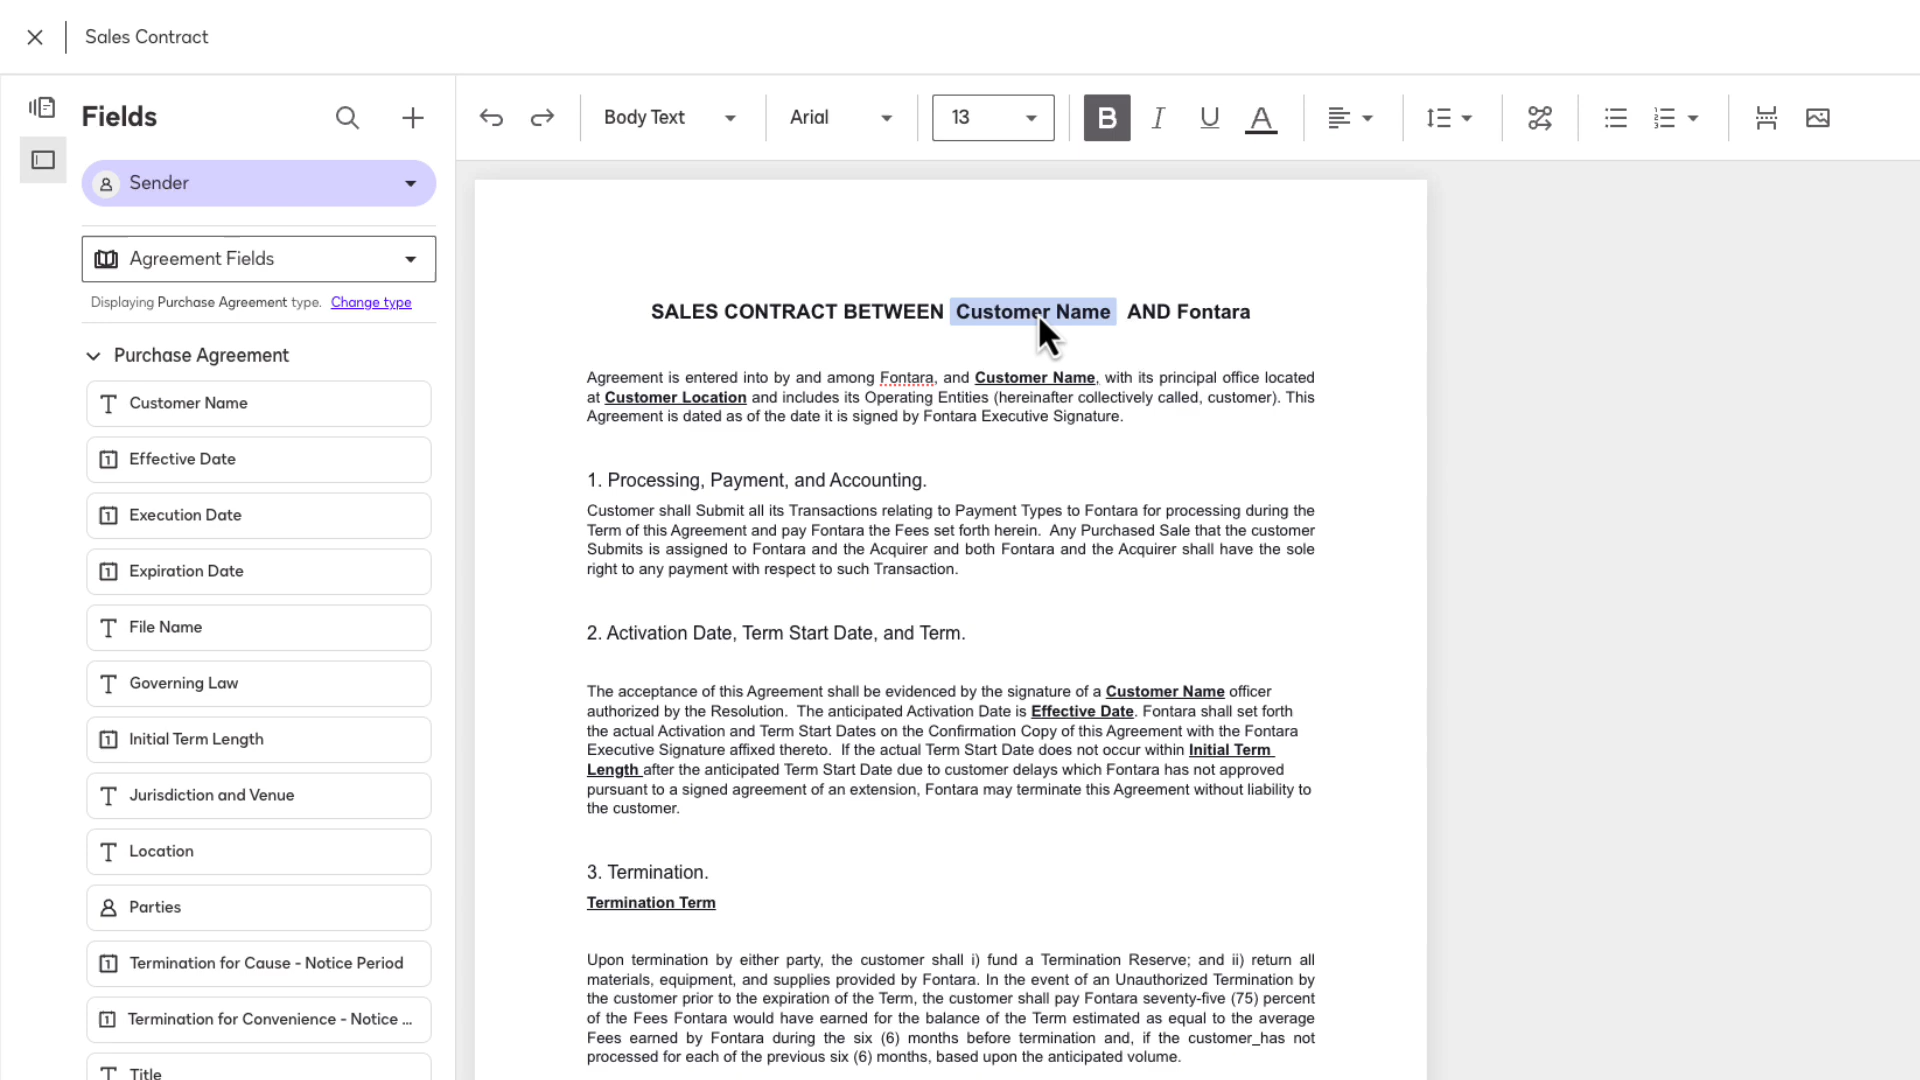 Sales Contract
Fields
Sender
Agreement Fields
Displaying Purchase Agreement type. Change type
Purchase Agreement
Customer Name
Effective Date
Execution Date
Expiration Date
File Name
Governing Law
Initial Term Length
Jurisdiction and Venue
Location
Parties
Termination for Cause - Notice Period
Termination for Convenience - Notice ...
Title
Body Text
Arial
13
B I U A
SALES CONTRACT BETWEEN Customer Name AND Fontara
Agreement is entered into by and among Fontara, and Customer Name, with its principal office located
at Customer Location and includes its Operating Entities (hereinafter collectively called, customer). This
Agreement is dated as of the date it is signed by Fontara Executive Signature.
1. Processing, Payment, and Accounting.
Customer shall Submit all its Transactions relating to Payment Types to Fontara for processing during the
Term of this Agreement and pay Fontara the Fees set forth herein. Any Purchased Sale that the customer
Submits is assigned to Fontara and the Acquirer and both Fontara and the Acquirer shall have the sole
right to any payment with respect to such Transaction.
2. Activation Date, Term Start Date, and Term.
The acceptance of this Agreement shall be evidenced by the signature of a Customer Name officer
authorized by the Resolution. The anticipated Activation Date is Effective Date. Fontara shall set forth
the actual Activation and Term Start Dates on the Confirmation Copy of this Agreement with the Fontara
Executive Signature affixed thereto. If the actual Term Start Date does not occur within Initial Term
Length after the anticipated Term Start Date due to customer delays which Fontara has not approved
pursuant to a signed agreement of an extension, Fontara may terminate this Agreement without liability to
the customer.
3. Termination.
Termination Term
Upon termination by either party, the customer shall i) fund a Termination Reserve; and ii) return all
materials, equipment, and supplies provided by Fontara. In the event of an Unauthorized Termination by
the customer prior to the expiration of the Term, the customer shall pay Fontara seventy-five (75) percent
of the Fees Fontara would have earned for the balance of the Term estimated as equal to the average
Fees earned by Fontara during the six (6) months before termination and, if the customer_has not
processed for each of the previous six (6) months, based upon the anticipated volume.